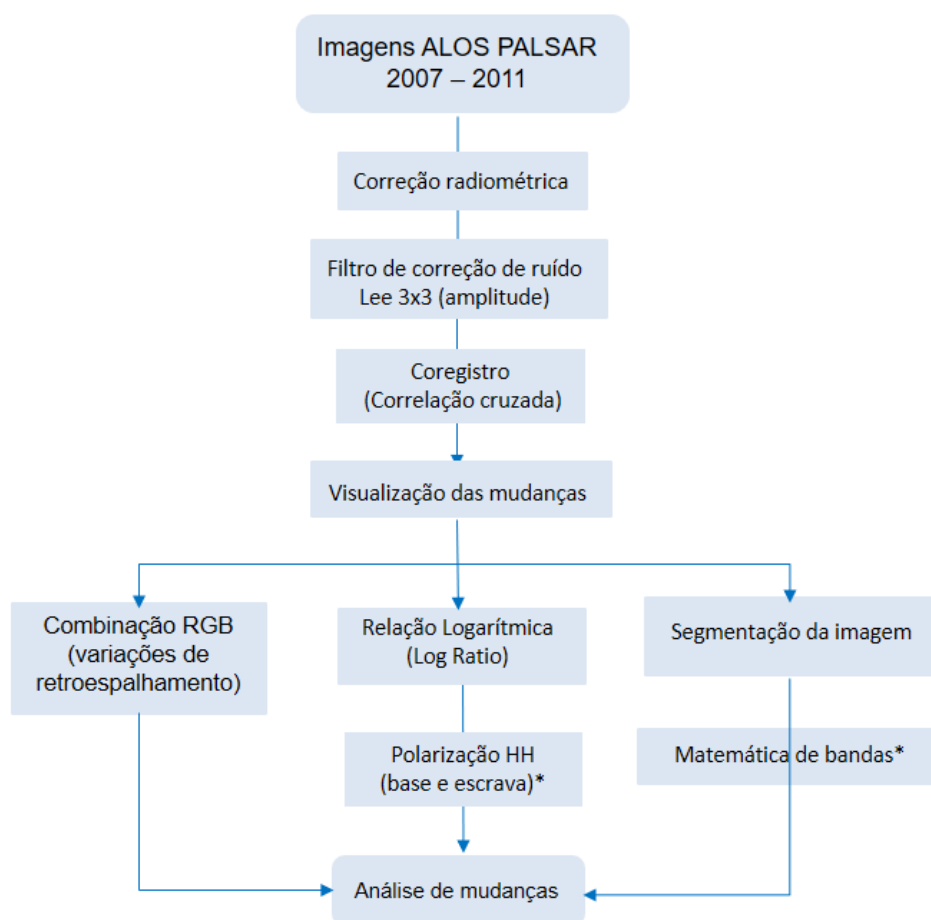 Imagens ALOS PALSAR
2007 – 2011
Correção radiométrica
Filtro de correção de ruído
Lee 3x3 (amplitude)
Coregistro
(Correlação cruzada)
Visualização das mudanças
Combinação RGB
(variações de
retroespalhamento)
Relação Logarítmica
(Log Ratio)
Segmentação da imagem
Polarização HH
(base e escrava)*
Matemática de bandas*
Análise de mudanças